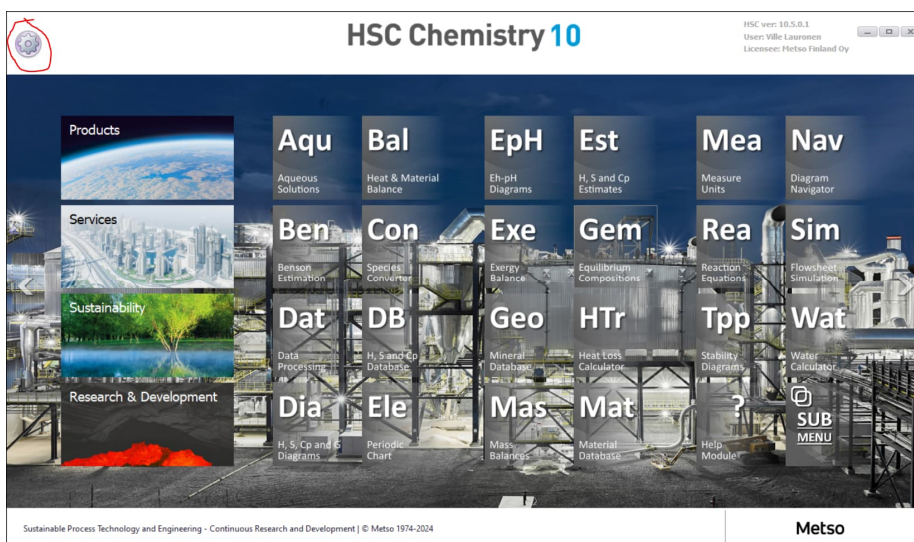 HSC Chemistry 10
HSC ver: 10.5.0.1
User: Ville Lauronen
Licensee: Metso Finland Oy
Products
Services
Sustainability
Research & Development
Aqu
Aqueous
Solutions
Bal
Heat & Material
Balance
EpH
Eh-pH
Diagrams
Est
H, S and Cp
Estimates
Mea
Measure
Units
Nav
Diagram
Navigator
Ben
Benson
Estimation
Con
Species
Convertor
Exe
Exergy
Balance
Gem
Equilibrium
Compositions
Rea
Reaction
Equations
Sim
Flowsheet
Simulation
Dat
Data
Processing
DB
H, S and Cp
Database
Geo
Mineral
Database
HTr
Heat Loss
Calculator
Tpp
Stability
Diagrams
Wat
Water
Calculator
Dia
H, S, Cp and G
Diagrams
Ele
Periodic
Chart
Mas
Mass
Balances
Mat
Material
Database
?
Help
Module
SUB
MENU
Sustainable Process Technology and Engineering - Continuous Research and Development | © Metso 1974-2024
Metso